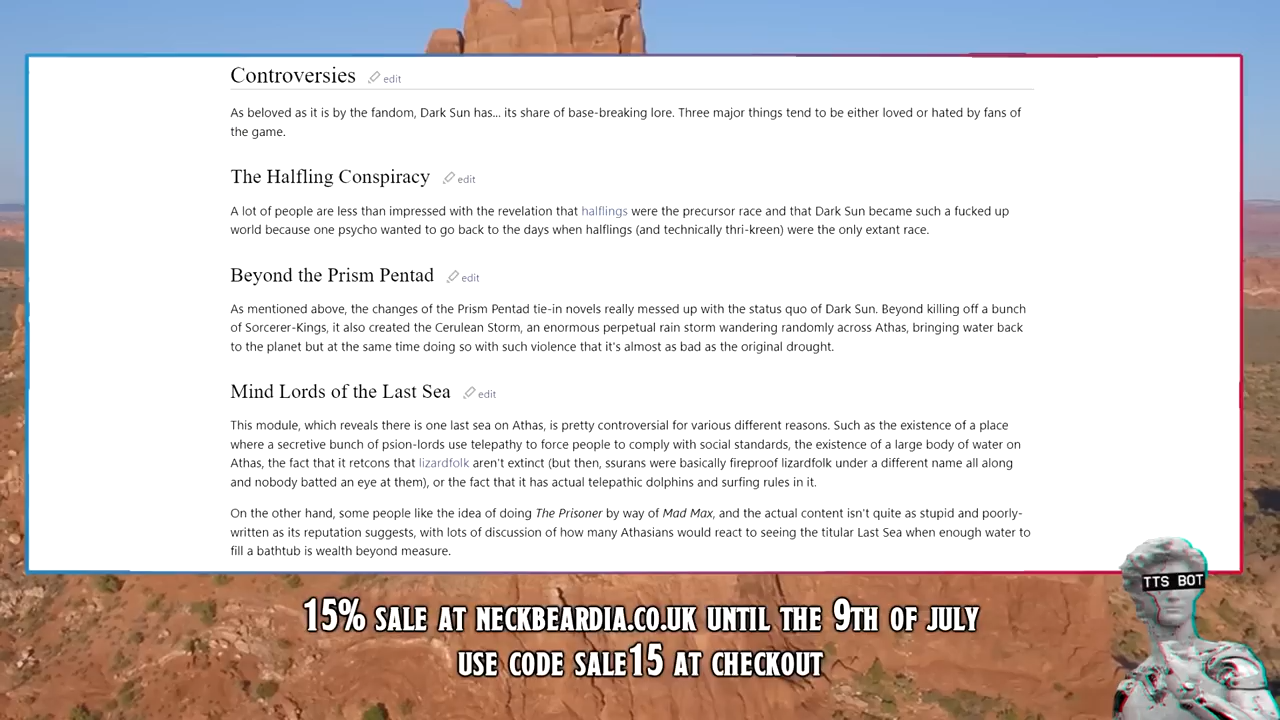 Controversies edit
As beloved as it is by the fandom, Dark Sun has... its share of base-breaking lore. Three major things tend to be either loved or hated by fans of
the game.
The Halfling Conspiracy edit
A lot of people are less than impressed with the revelation that halflings were the precursor race and that Dark Sun became such a fucked up
world because one psycho wanted to go back to the days when halflings (and technically thri-kreen) were the only extant race.
Beyond the Prism Pentad edit
As mentioned above, the changes of the Prism Pentad tie-in novels really messed up with the status quo of Dark Sun. Beyond killing off a bunch
of Sorcerer-Kings, it also created the Cerulean Storm, an enormous perpetual rain storm wandering randomly across Athas, bringing water back
to the planet but at the same time doing so with such violence that it's almost as bad as the original drought.
Mind Lords of the Last Sea edit
This module, which reveals there is one last sea on Athas, is pretty controversial for various different reasons. Such as the existence of a place
where a secretive bunch of psion-lords use telepathy to force people to comply with social standards, the existence of a large body of water on
Athas, the fact that it retcons that lizardfolk aren't extinct (but then, ssurans were basically fireproof lizardfolk under a different name all along
and nobody batted an eye at them), or the fact that it has actual telepathic dolphins and surfing rules in it.
On the other hand, some people like the idea of doing The Prisoner by way of Mad Max, and the actual content isn't quite as stupid and poorly-
written as its reputation suggests, with lots of discussion of how many Athasians would react to seeing the titular Last Sea when enough water to
fill a bathtub is wealth beyond measure.
TTS BOT
15% SALE AT NECKBEARDIA.CO.UK UNTIL THE 9TH OF JULY
USE CODE SALE15 AT CHECKOUT